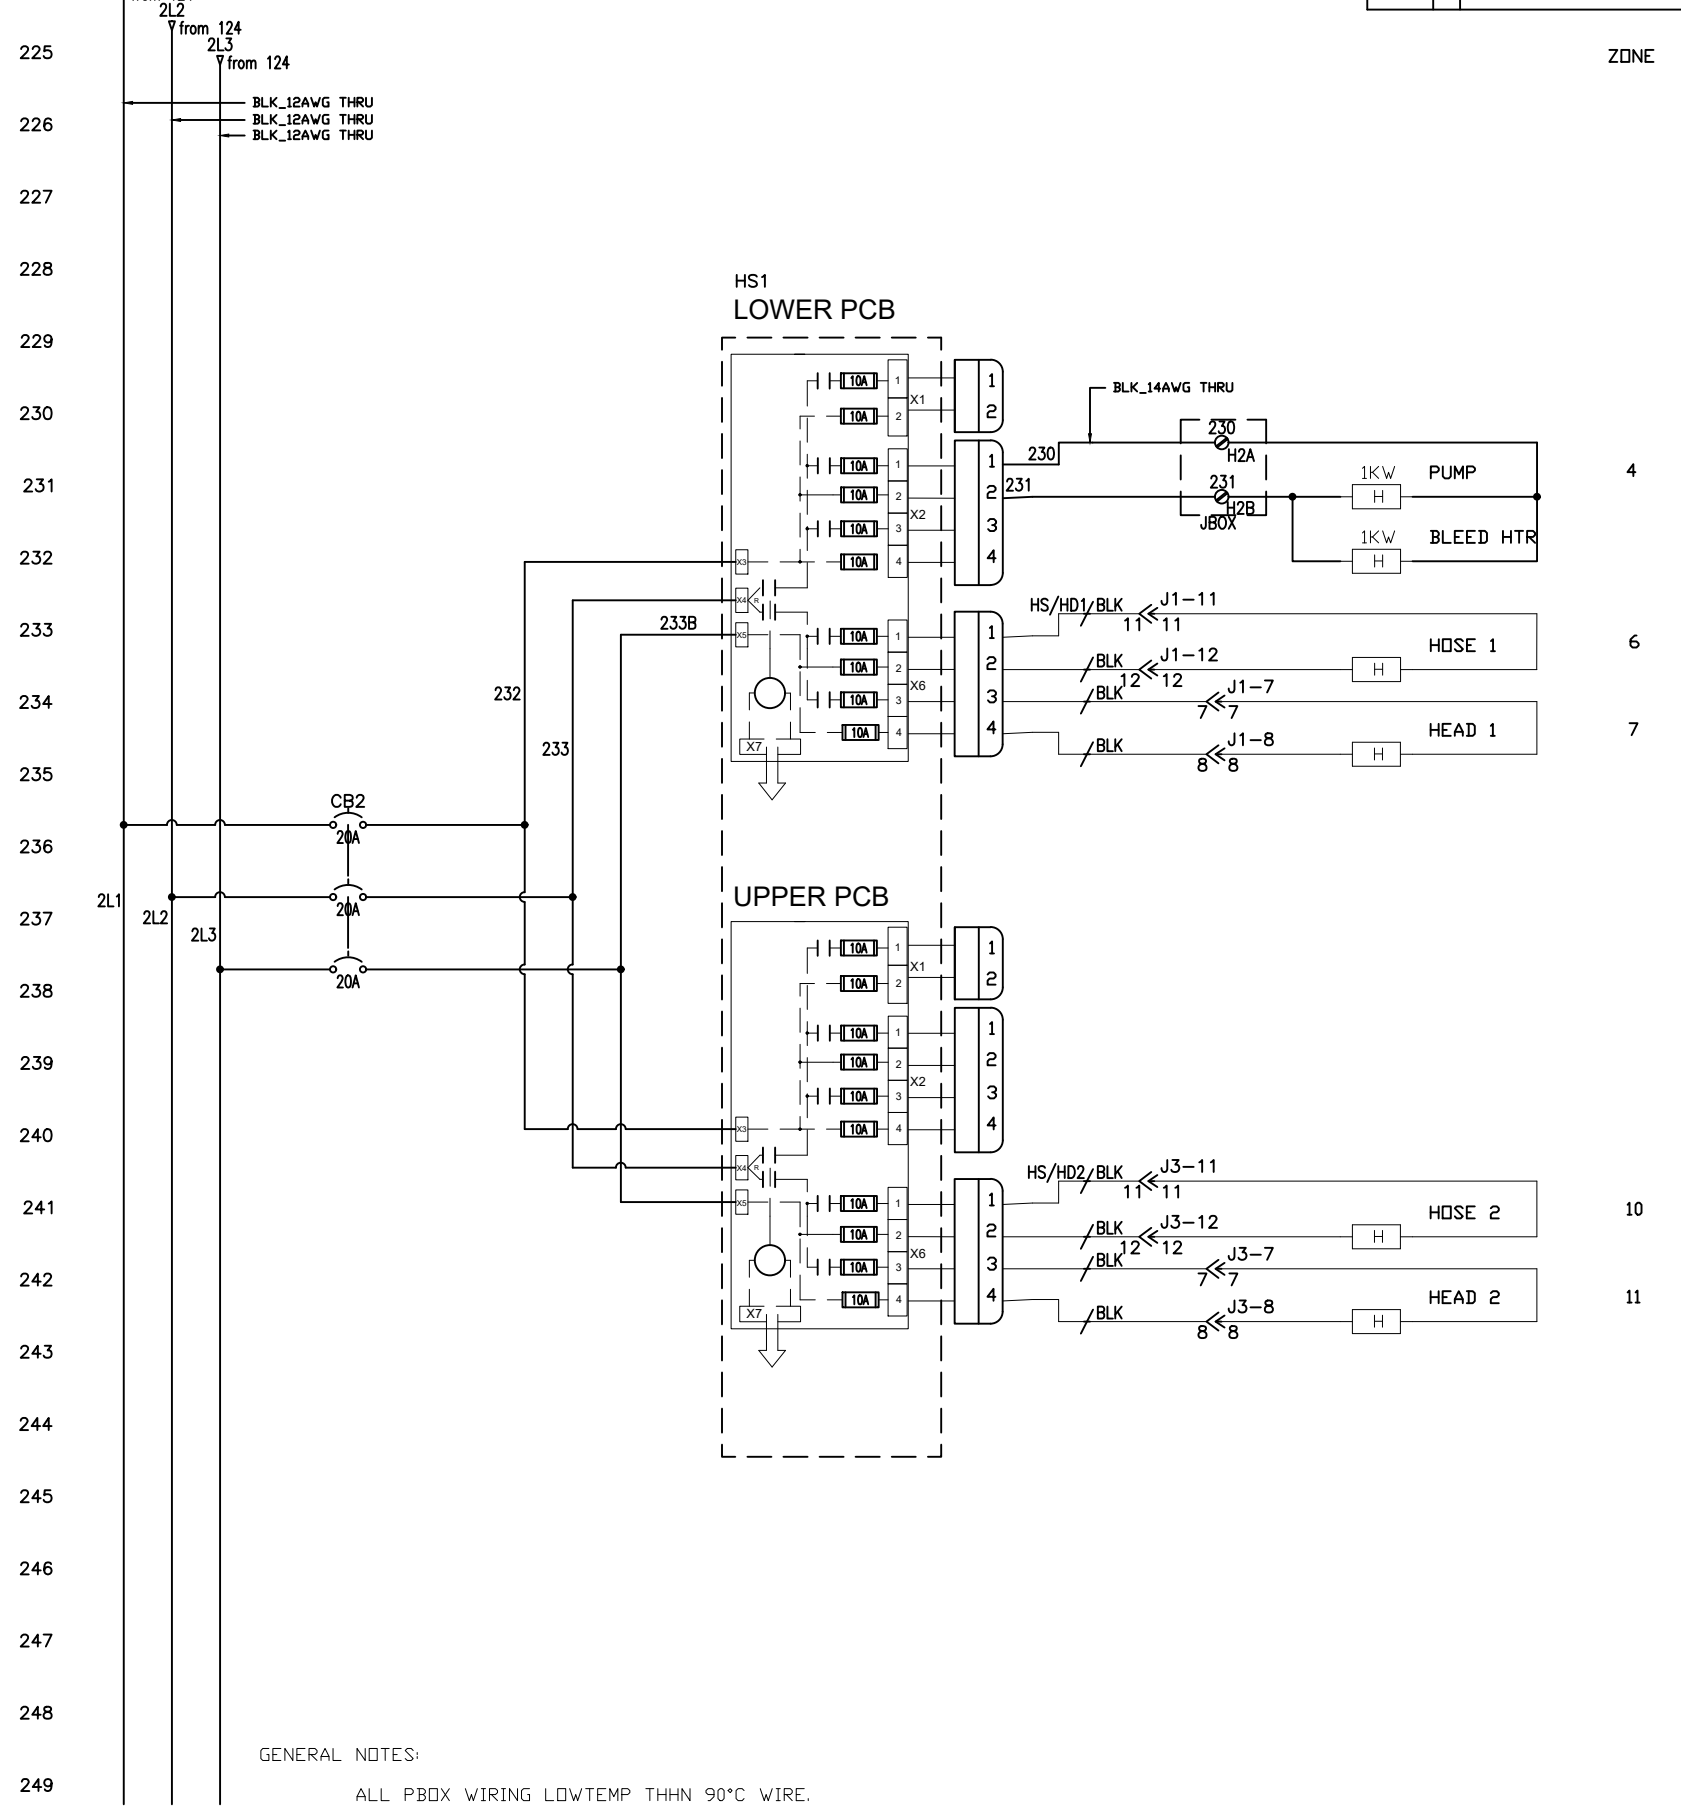 2L2
from 124
225
2L3
ZONE
from 124
BLK_12AWG THRU
226
BLK_12AWG THRU
BLK_12AWG THRU
227
228
HS1
LOWER PCB
229
10A 1 1
BLK_14AWG THRU
X1
230
10A 2 2
230
H2A
230
10A 1 1
1KW PUMP 4
231
231
231
10A 2 2
H2B
X2
JBOX
10A 3 3
1KW BLEED HTR
232
X3 10A 4 4
X4 R
HS/HD1/BLK J1-11
11 11
233
233B
X5 10A 1 1
HOSE 1 6
10A 2 2
BLK J1-12
12 12
H
X6
BLK J1-7
7 7
232
234
10A 3 3
HEAD 1 7
10A 4 4
233
X7
BLK J1-8
8 8
H
235
CB2
20A
236
UPPER PCB
2L1
20A
237
2L2
2L3
10A 1 1
X1
20A
238
10A 2 2
10A 1 1
239
10A 2 2
X2
10A 3 3
240
X3 10A 4 4
X4 R
HS/HD2/BLK J3-11
11 11
241
X5 10A 1 1
HOSE 2 10
10A 2 2
BLK J3-12
12 12
H
X6
BLK J3-7
7 7
242
10A 3 3
HEAD 2 11
10A 4 4
X7
BLK J3-8
8 8
H
243
244
245
246
247
248
GENERAL NOTES:
249
ALL PBOX WIRING LOWTEMP THHN 90°C WIRE.